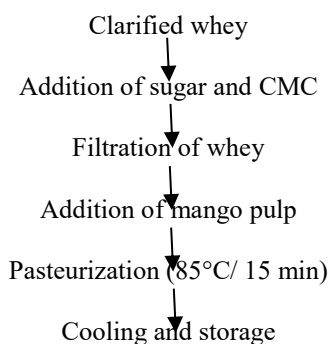 Clarified whey
Addition of sugar and CMC
Filtration of whey
Addition of mango pulp
Pasteurization (85°C/ 15 min)
Cooling and storage